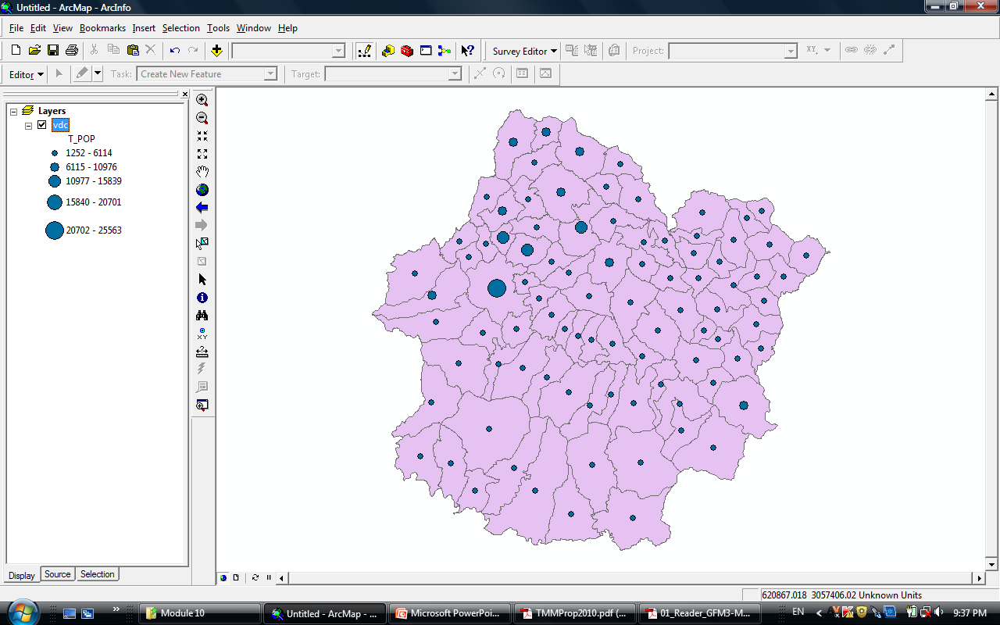 Untitled - ArcMap - ArcInfo
File Edit View Bookmarks Insert Selection Tools Window Help
Survey Editor Project: XY
Editor Task: Create New Feature Target:
Layers
vdc
T_POP
1252 - 6114
6115 - 10976
10977 - 15839
15840 - 20701
20702 - 25563
XY
Display Source Selection
620867.018 3057406.02 Unknown Units
Module 10 Untitled - ArcMap - ... Microsoft PowerPoi... TMMProp2010.pdf (... 01_Reader_GFM3-M... EN 9:37 PM